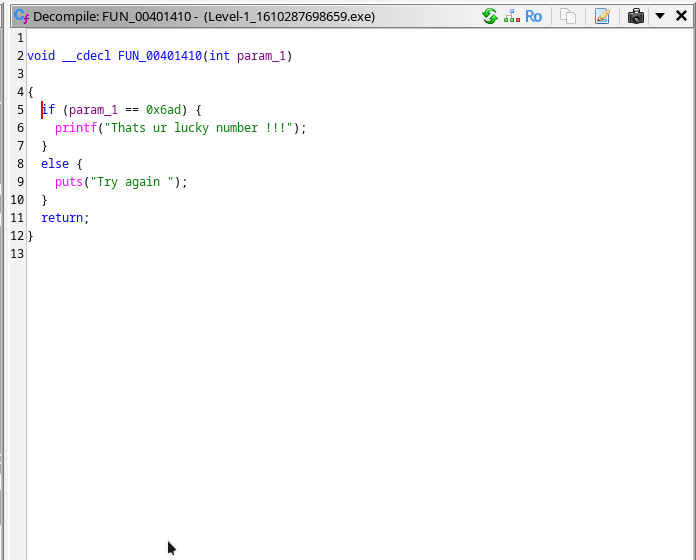 Decompile: FUN_00401410 - (Level-1_1610287698659.exe)
Ro
1
2 void __cdecl FUN_00401410(int param_1)
3
4 {
5   if (param_1 == 0x6ad) {
6     printf("Thats ur lucky number !!!");
7   }
8   else {
9     puts("Try again ");
10   }
11   return;
12 }
13